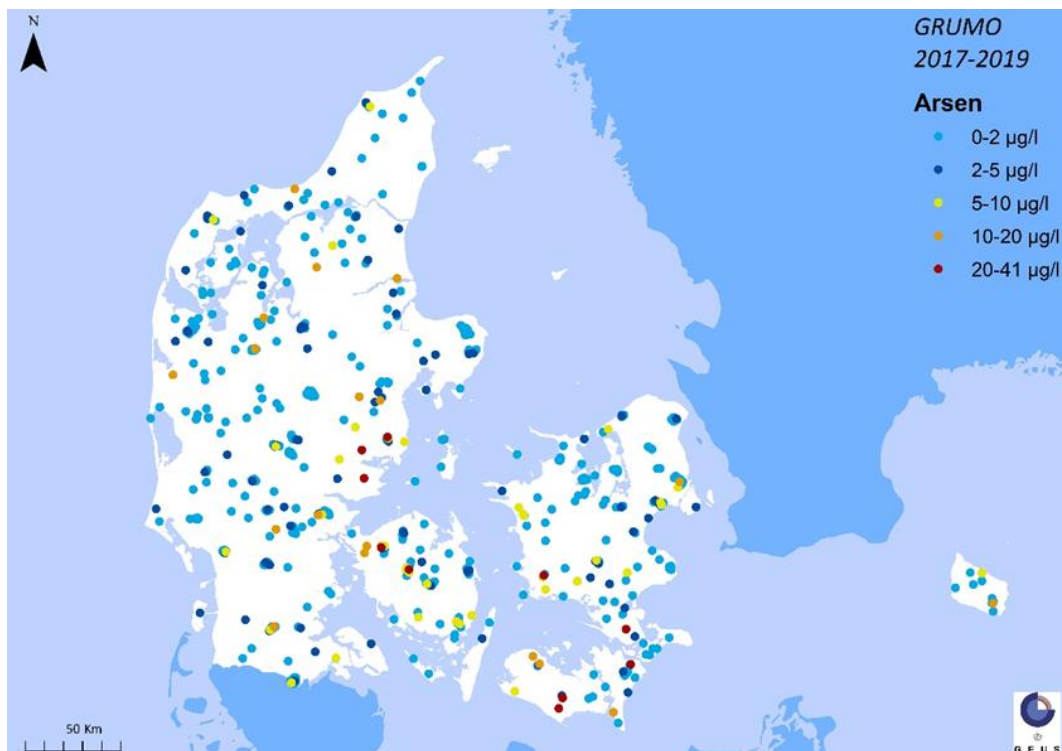 N
GRUMO
2017-2019
Arsen
0-2 µg/l
2-5 µg/l
5-10 µg/l
10-20 µg/l
20-41 µg/l
50 Km
G E U S